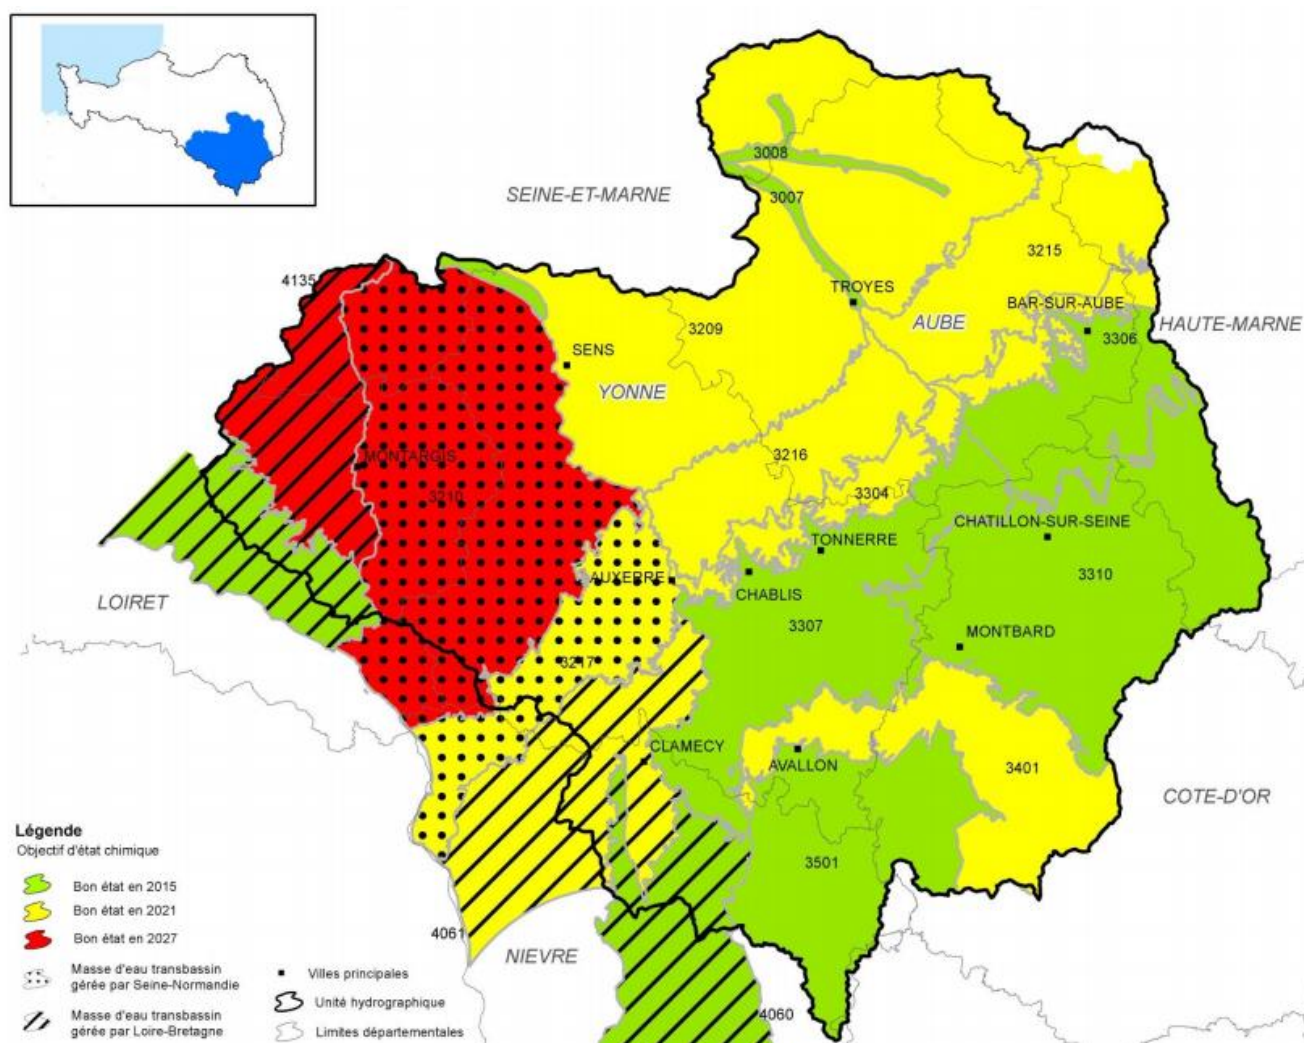 3008
SEINE-ET-MARNE
3007
3215
4135
TROYES
BAR-SUR-AUBE
3209
AUBE
HAUTE-MARNE
3306
SENS
YONNE
MONTARGIS
3216
3210
3304
CHATILLON-SUR-SEINE
TONNERRE
AUXERRE
3310
CHABLIS
LOIRET
3307
MONTBARD
3217
CLAMECY
AVALLON
3401
COTE-D'OR
3501
4061
NIEVRE
4060
Légende
Objectif d'état chimique
Bon état en 2015
Bon état en 2021
Bon état en 2027
Masse d'eau transbassin
gérée par Seine-Normandie
Masse d'eau transbassin
gérée par Loire-Bretagne
Villes principales
Unité hydrographique
Limites départementales